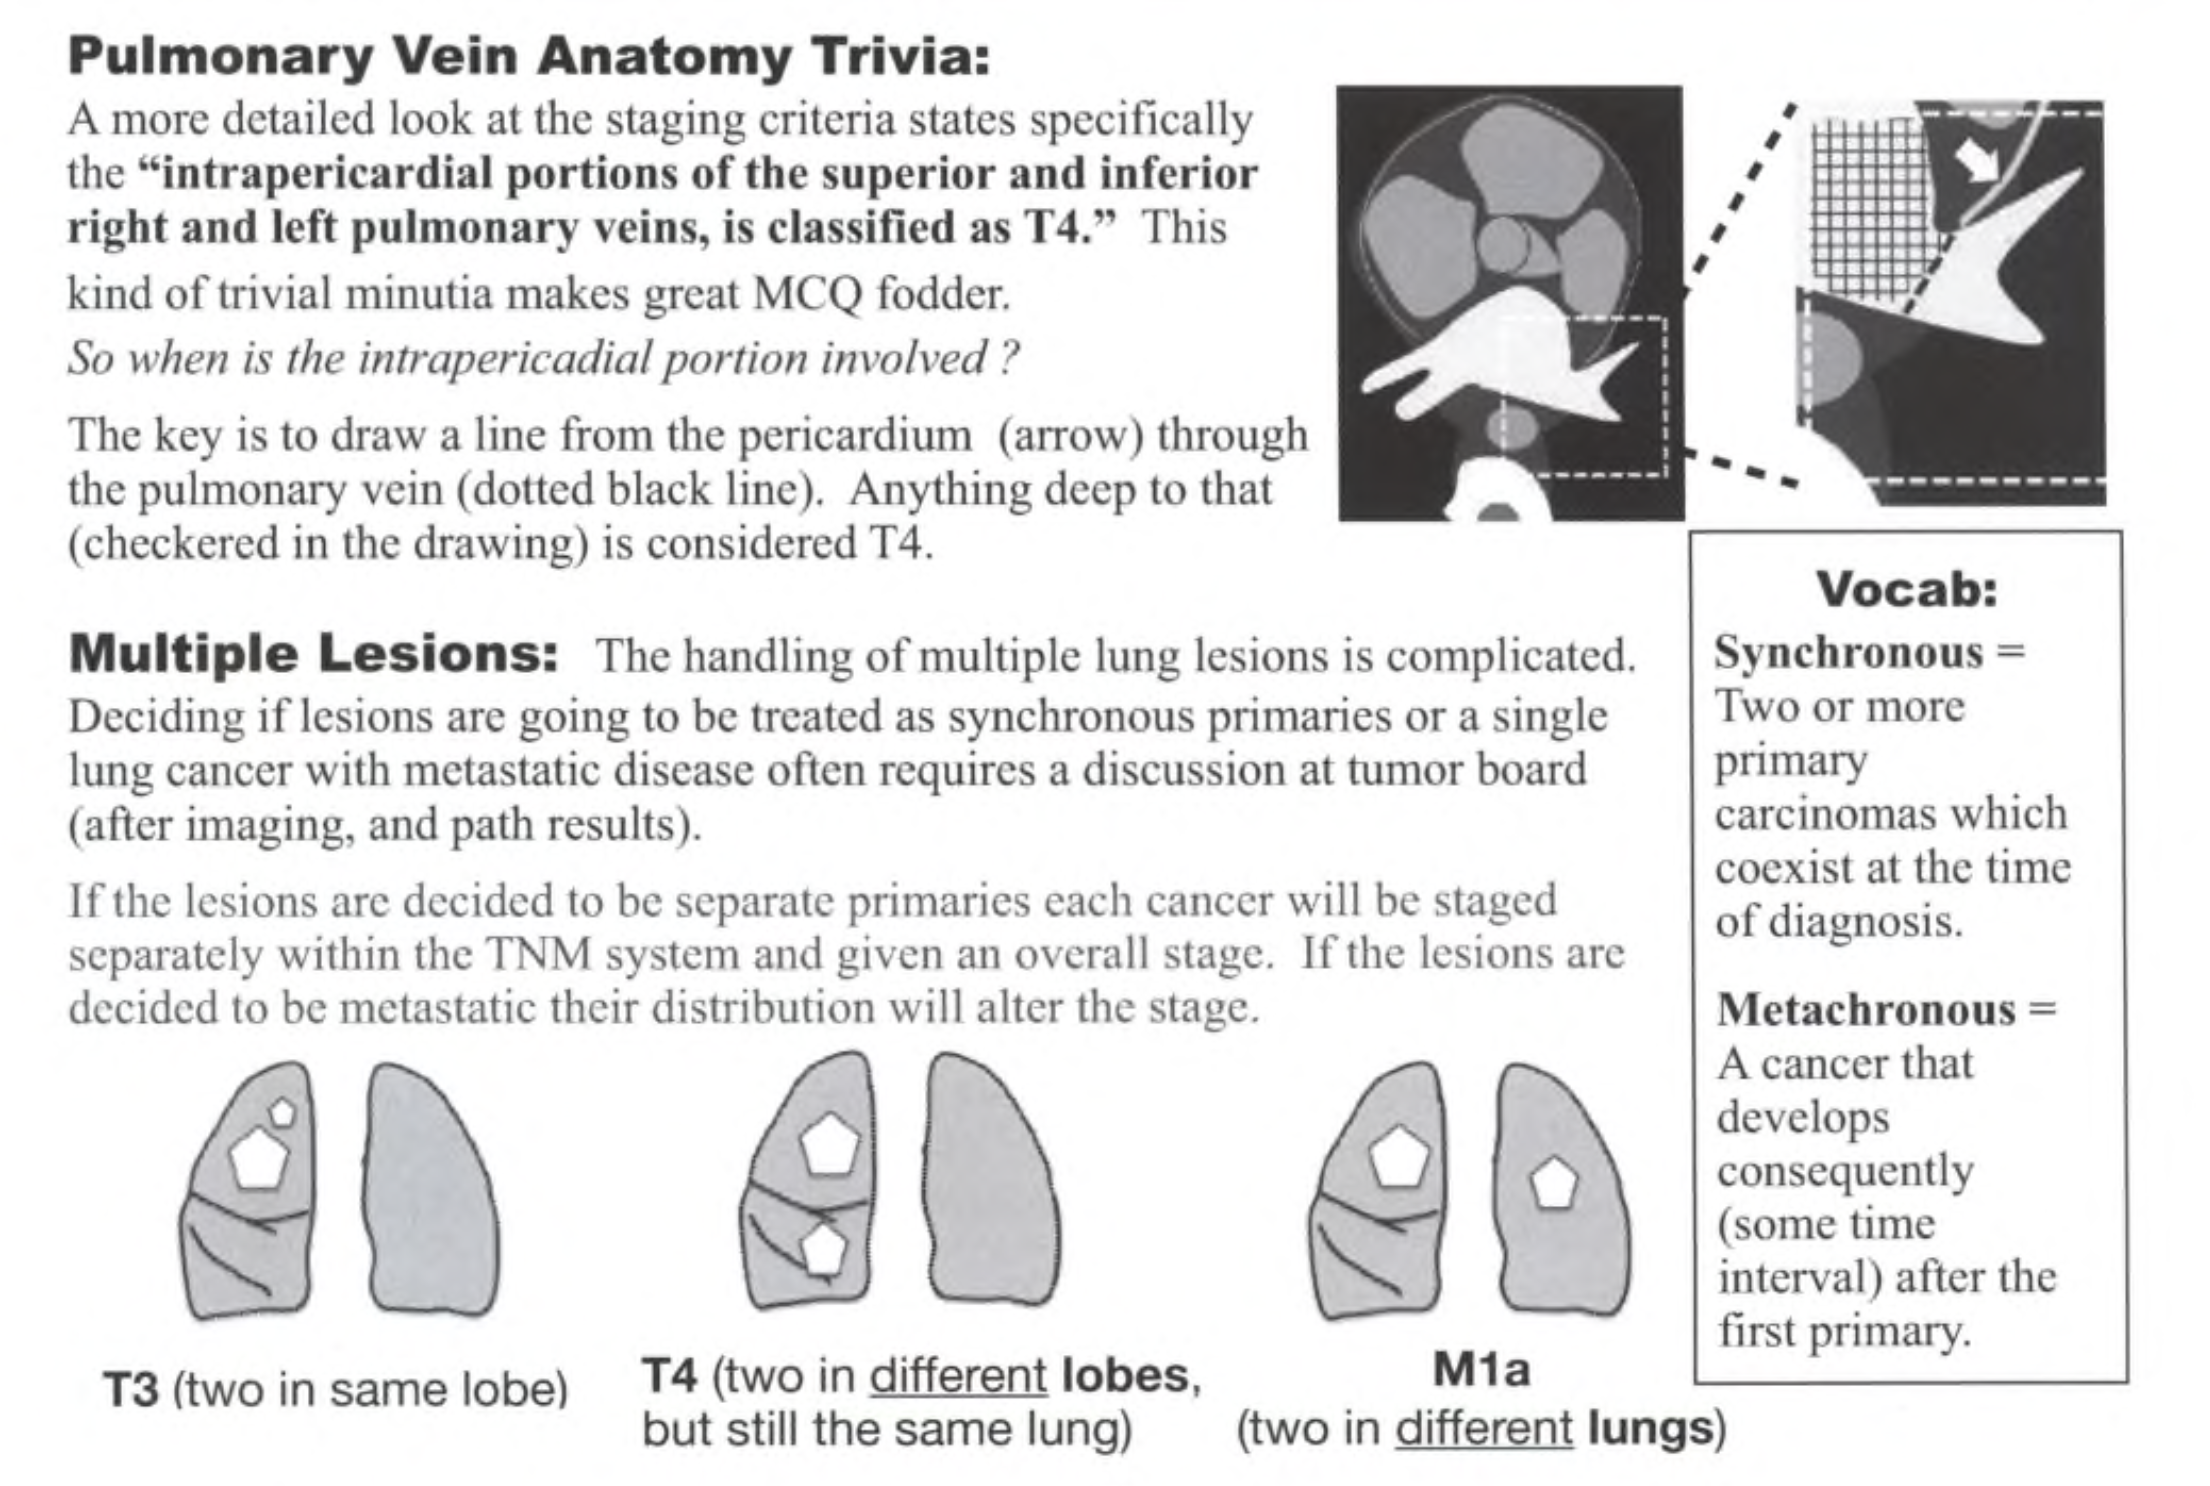 Pulmonary Vein Anatomy Trivia:
A more detailed look at the staging criteria states specifically
the “intrapericardial portions of the superior and inferior
right and left pulmonary veins, is classified as T4.” This
kind of trivial minutia makes great MCQ fodder.
So when is the intrapericadial portion involved ?
The key is to draw a line from the pericardium (arrow) through
the pulmonary vein (dotted black line). Anything deep to that
(checkered in the drawing) is considered T4.
Multiple Lesions: The handling of multiple lung lesions is complicated.
Deciding if lesions are going to be treated as synchronous primaries or a single
lung cancer with metastatic disease often requires a discussion at tumor board
(after imaging, and path results).
If the lesions are decided to be separate primaries each cancer will be staged
separately within the TNM system and given an overall stage. If the lesions are
decided to be metastatic their distribution will alter the stage.
T3 (two in same lobe)
T4 (two in different lobes,
but still the same lung)
M1a
(two in different lungs)
Vocab:
Synchronous =
Two or more
primary
carcinomas which
coexist at the time
of diagnosis.
Metachronous =
A cancer that
develops
consequently
(some time
interval) after the
first primary.